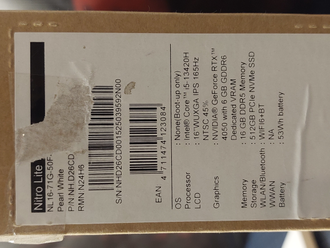 Nitro Lite
NL16-71G-50F
Pearl White
P/N NH.D26CD
RMN N24H6
S/N NHD26CD00152503959​2N00
EAN 4 711474 123084
OS : None(Boot-up only)
Processor : Intel® Core™ i5-13420H
LCD : 16"WUXGA IPS 165Hz
NTSC 45%
Graphics : NVIDIA® GeForce RTX™
4050 with 6 GB GDDR6
Dedicated VRAM
Memory : 16 GB DDR5 Memory
Storage : 512GB PCIe NVMe SSD
WLAN/Bluetooth : WIFI6+BT
WWAN : NA
Battery : 53Wh battery